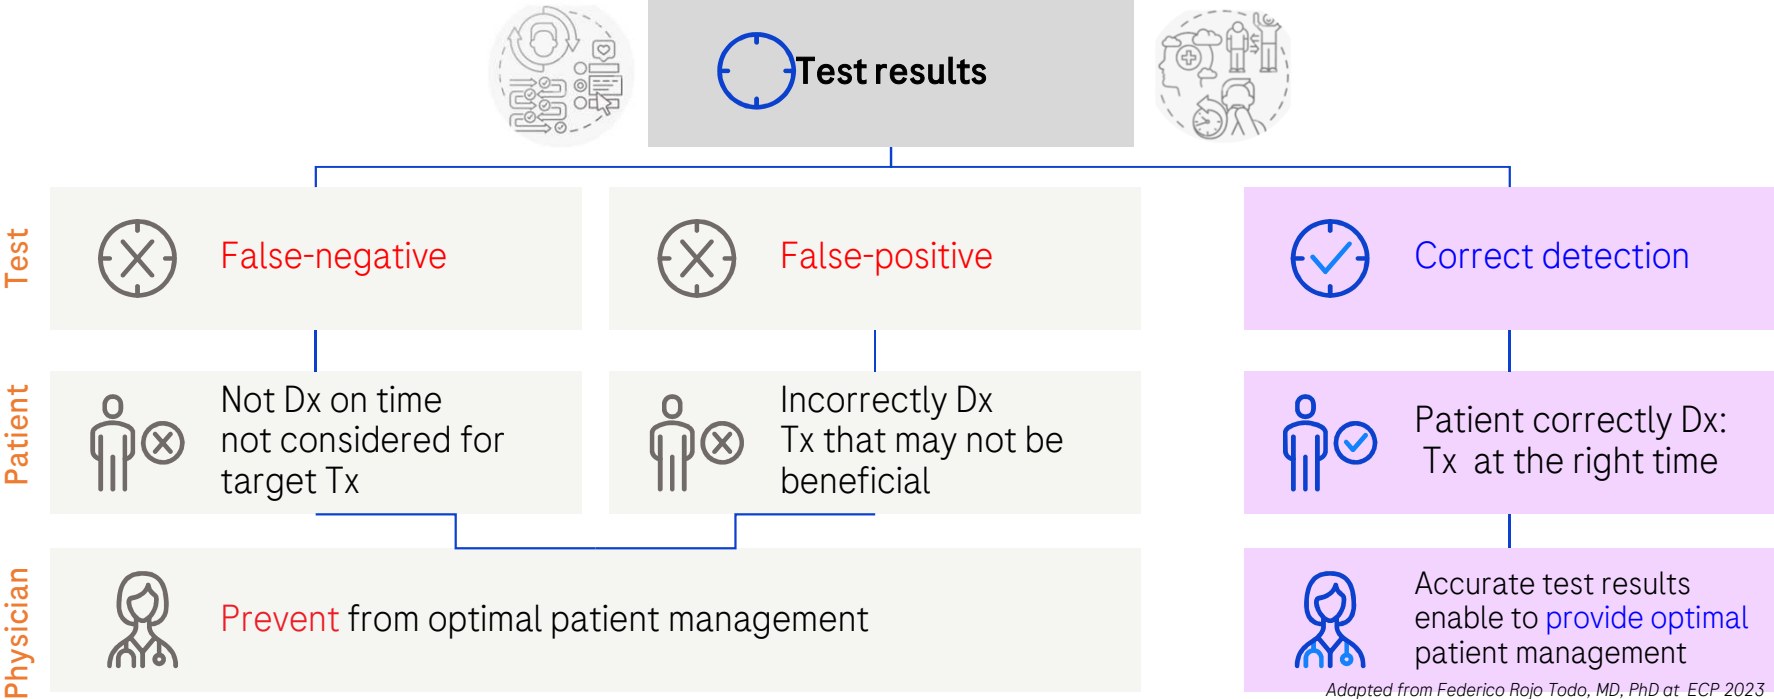 Test results
Test
False-negative
False-positive
Correct detection
Patient
Not Dx on time
not considered for
target Tx
Incorrectly Dx
Tx that may not be
beneficial
Patient correctly Dx:
Tx at the right time
Physician
Prevent from optimal patient management
Accurate test results
enable to provide optimal
patient management
Adapted from Federico Rojo Todo, MD, PhD at ECP 2023